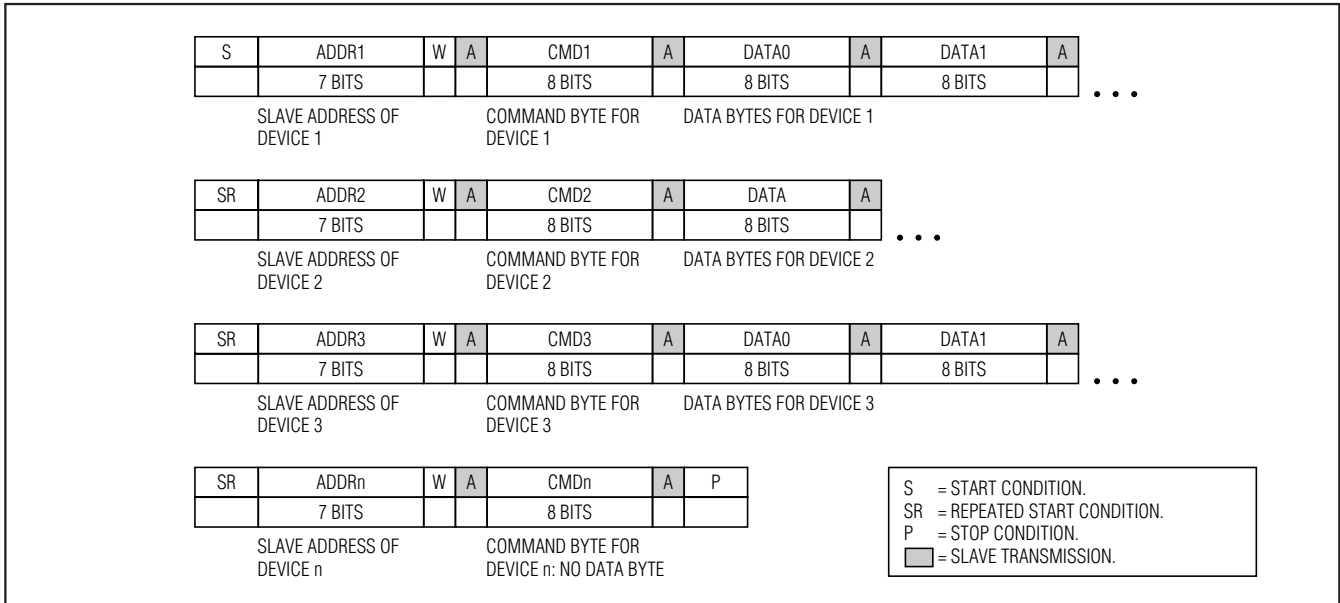 S ADDR1 W A CMD1 A DATA0 A DATA1 A
7 BITS 8 BITS 8 BITS 8 BITS
SLAVE ADDRESS OF DEVICE 1
COMMAND BYTE FOR DEVICE 1
DATA BYTES FOR DEVICE 1
SR ADDR2 W A CMD2 A DATA A
7 BITS 8 BITS 8 BITS
SLAVE ADDRESS OF DEVICE 2
COMMAND BYTE FOR DEVICE 2
DATA BYTES FOR DEVICE 2
SR ADDR3 W A CMD3 A DATA0 A DATA1 A
7 BITS 8 BITS 8 BITS 8 BITS
SLAVE ADDRESS OF DEVICE 3
COMMAND BYTE FOR DEVICE 3
DATA BYTES FOR DEVICE 3
SR ADDRn W A CMDn A P
7 BITS 8 BITS
SLAVE ADDRESS OF DEVICE n
COMMAND BYTE FOR DEVICE n: NO DATA BYTE
S = START CONDITION.
SR = REPEATED START CONDITION.
P = STOP CONDITION.
= SLAVE TRANSMISSION.